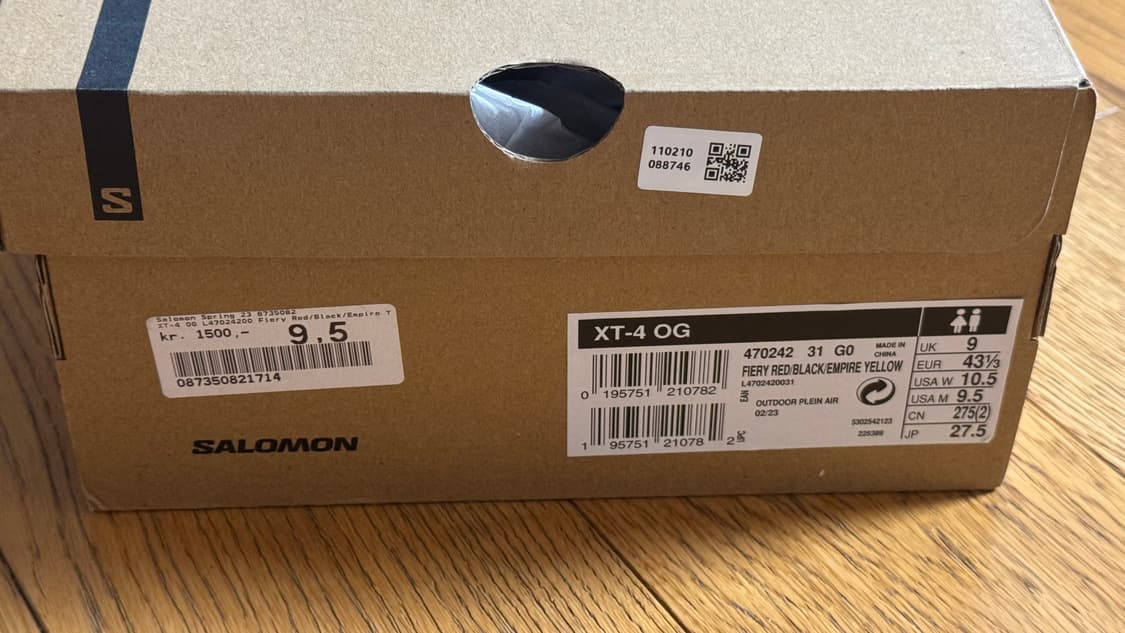 S
110210
088746
Salomon Spring 23 8735082
XT-4 OG L47024200 Fiery Red/Black/Empire Y
kr. 1500,- 9,5
087350821714
SALOMON
XT-4 OG
0 195751 210782
EAN
1 95751 21078 2
UPC
470242 31 G0
MADE IN
CHINA
FIERY RED/BLACK/EMPIRE YELLOW
L4702420031
OUTDOOR PLEIN AIR
02/23
5302542123
225389
UK 9
EUR 43⅓
USA W 10.5
USA M 9.5
CN 275(2)
JP 27.5